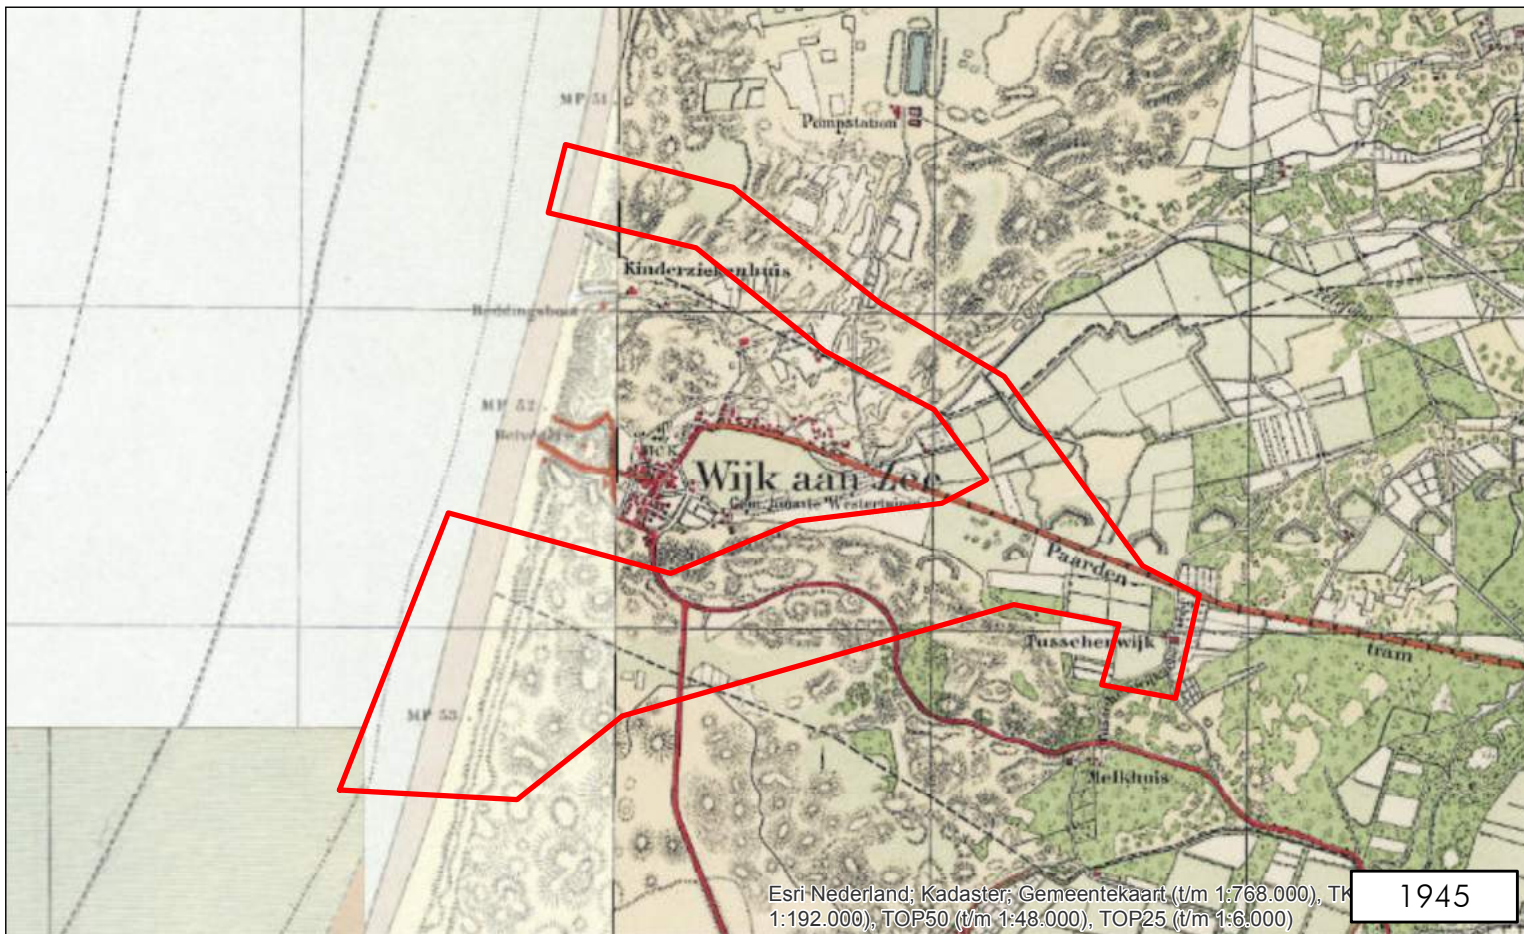 MP 51
Pompstation
Kinderziekenhuis
Reddingsboot
MP 52
Wijk aan Zee
Paarden
tram
Tusschenwijk
MP 53
Melkhuis
Esri Nederland; Kadaster; Gemeentekaart (t/m 1:768.000), TK
1:192.000), TOP50 (t/m 1:48.000), TOP25 (t/m 1:6.000)
1945